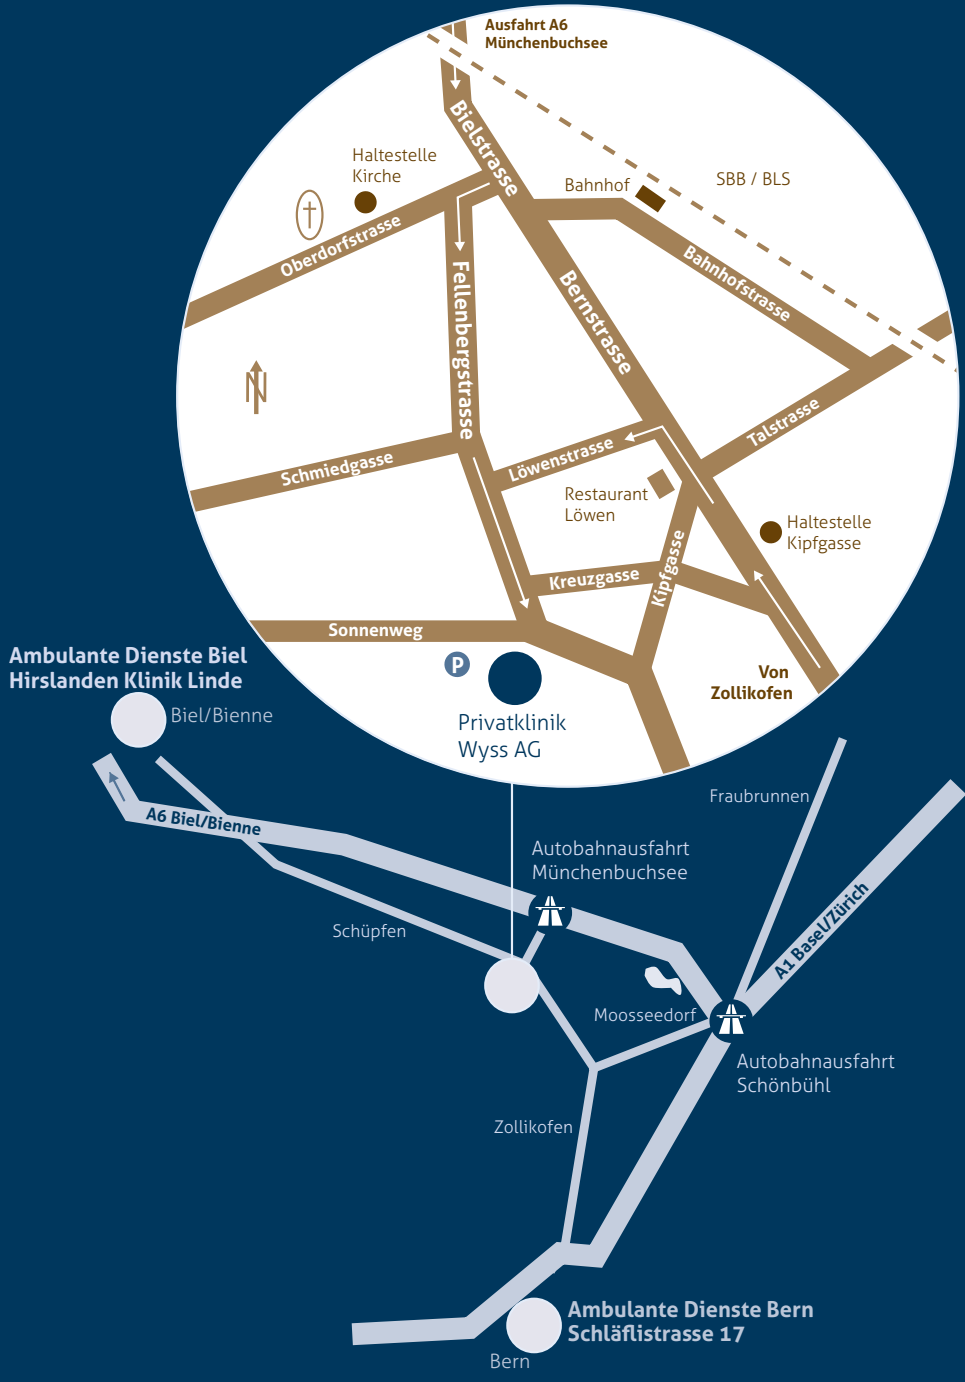 Ausfahrt A6
Münchenbuchsee
Bielstrasse
Haltestelle
Kirche
Bahnhof
SBB / BLS
Oberdorfstrasse
Fellenbergstrasse
Bernstrasse
Bahnhofstrasse
N
Talstrasse
Schmiedgasse
Löwenstrasse
Restaurant
Löwen
Haltestelle
Kipfgasse
Kreuzgasse
Kipfgasse
Sonnenweg
P
Von
Zollikofen
Privatklinik
Wyss AG
Ambulante Dienste Biel
Hirslanden Klinik Linde
Biel/Bienne
A6 Biel/Bienne
Fraubrunnen
Autobahnausfahrt
Münchenbuchsee
A1 Basel/Zürich
Schüpfen
Moosseedorf
Autobahnausfahrt
Schönbühl
Zollikofen
Ambulante Dienste Bern
Schläflistrasse 17
Bern